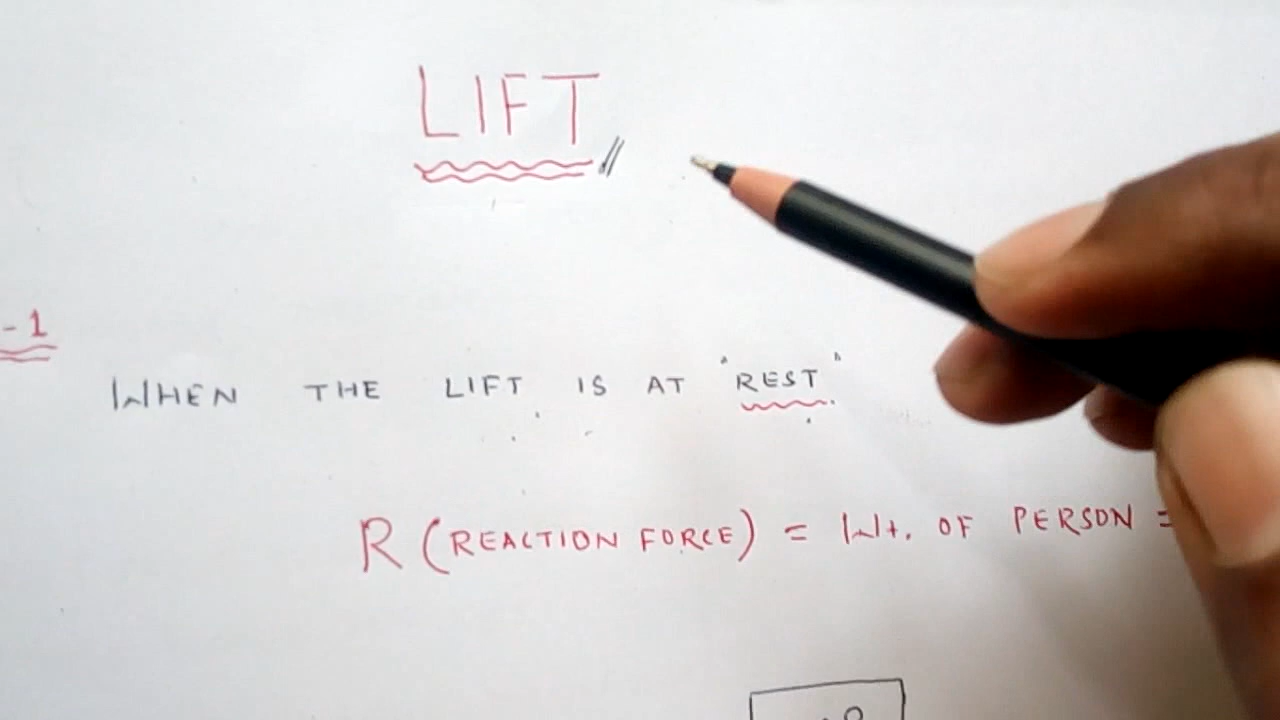 LIFT
-1
WHEN THE LIFT IS AT "REST"
R (REACTION FORCE) = Wt. OF PERSON =